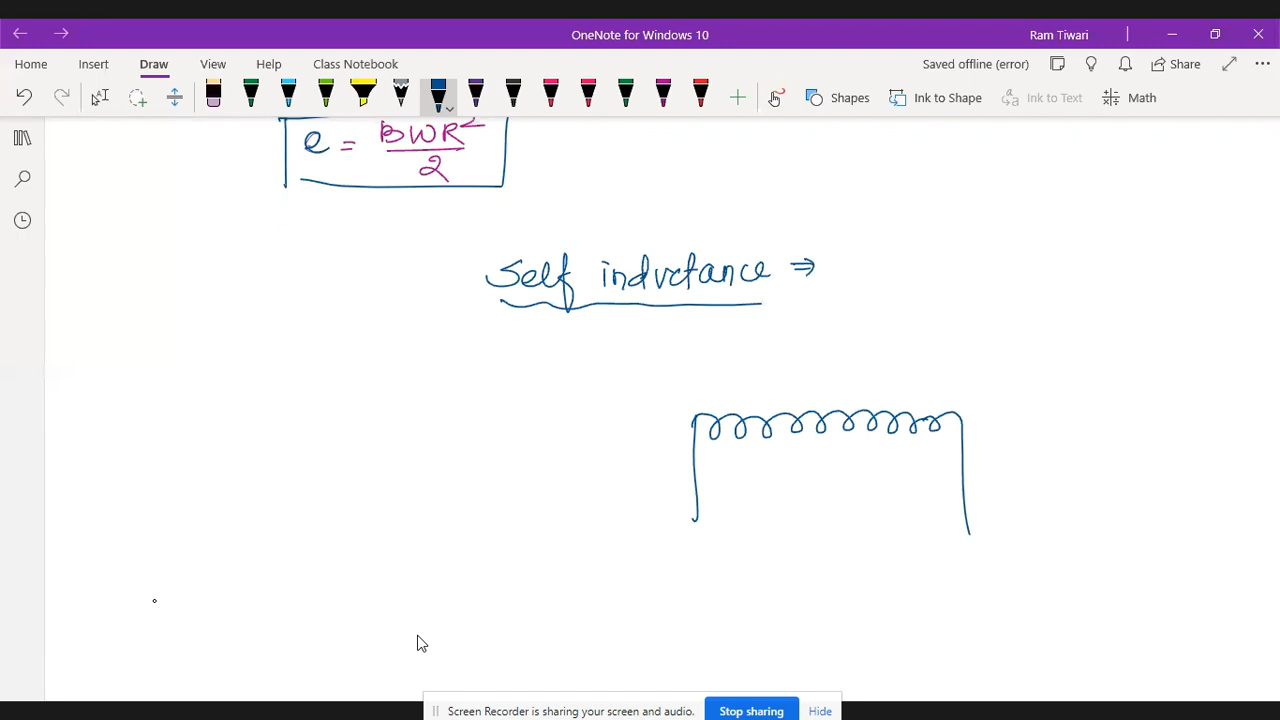 OneNote for Windows 10
Ram Tiwari
Home Insert Draw View Help Class Notebook
Saved offline (error)
Share
Shapes
Ink to Shape
Ink to Text
Math
e = BWR²
2
Self inductance ⇒
Screen Recorder is sharing your screen and audio.
Stop sharing
Hide